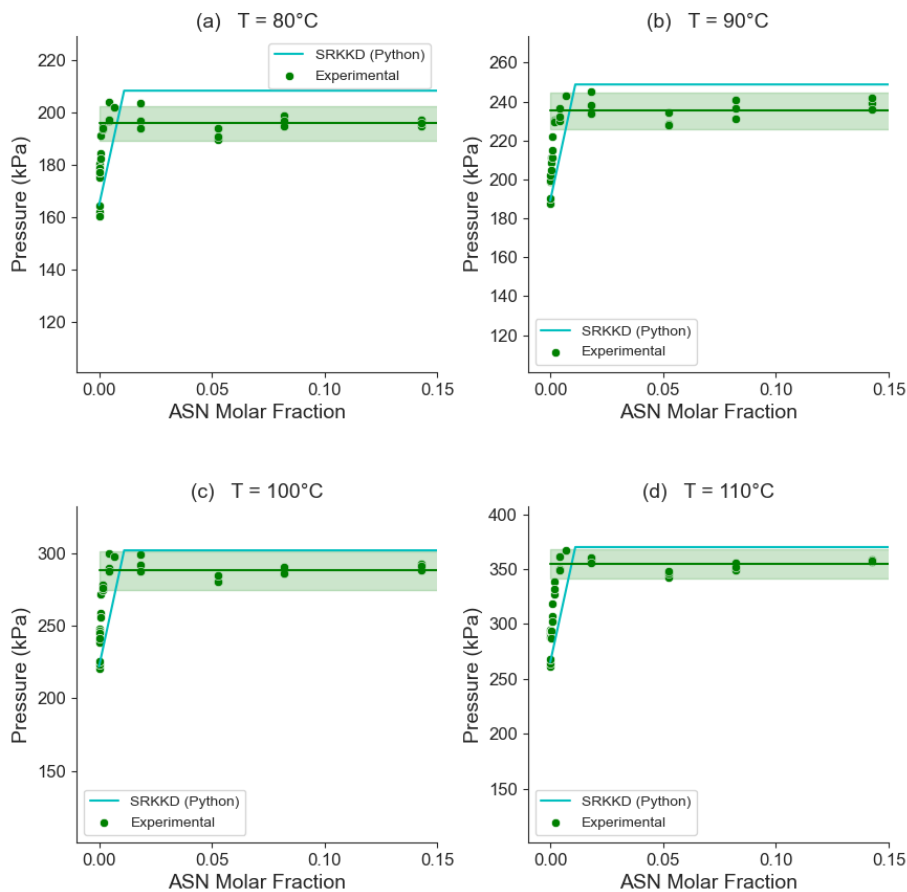 (a)   T = 80°C
220
200
180
160
140
120
Pressure (kPa)
SRKKD (Python)
Experimental
0.00
0.05
0.10
0.15
ASN Molar Fraction
(b)   T = 90°C
260
240
220
200
180
160
140
120
Pressure (kPa)
SRKKD (Python)
Experimental
0.00
0.05
0.10
0.15
ASN Molar Fraction
(c)   T = 100°C
300
250
200
150
Pressure (kPa)
SRKKD (Python)
Experimental
0.00
0.05
0.10
0.15
ASN Molar Fraction
(d)   T = 110°C
400
350
300
250
200
150
Pressure (kPa)
SRKKD (Python)
Experimental
0.00
0.05
0.10
0.15
ASN Molar Fraction